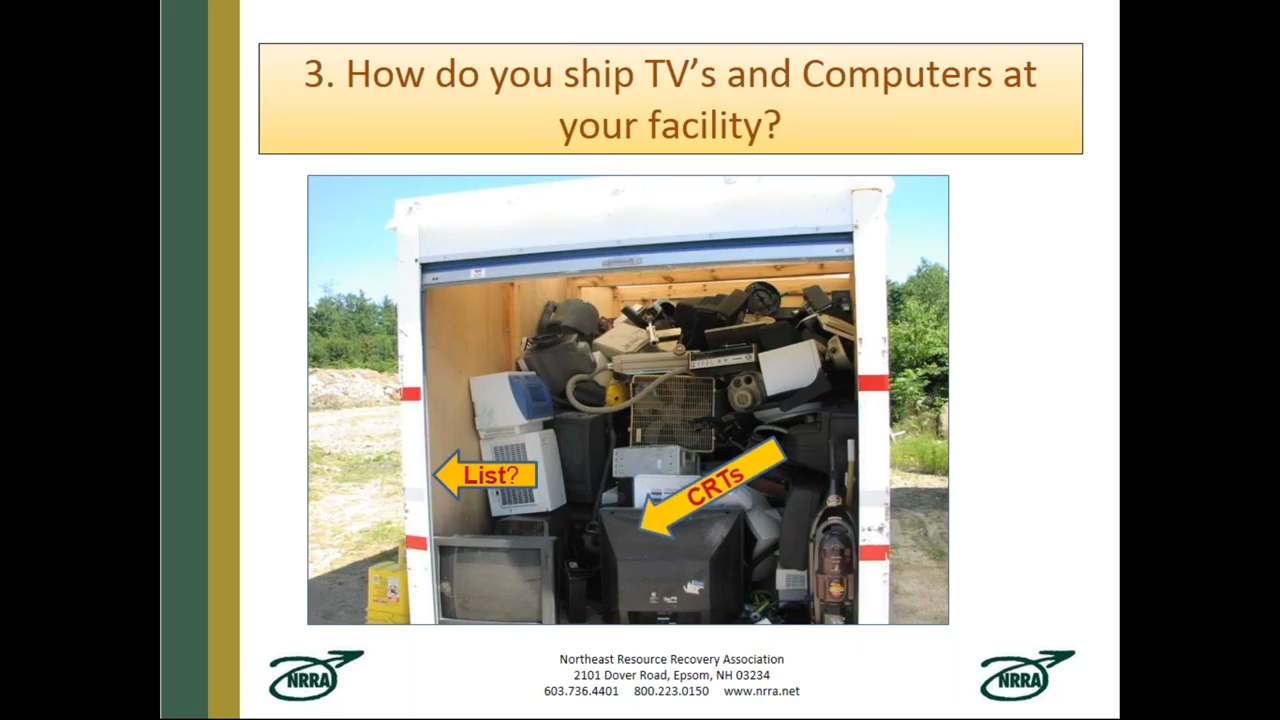 3. How do you ship TV’s and Computers at
your facility?
List?
CRTs
Northeast Resource Recovery Association
2101 Dover Road, Epsom, NH 03234
603.736.4401 800.223.0150 www.nrra.net
NRRA
NRRA